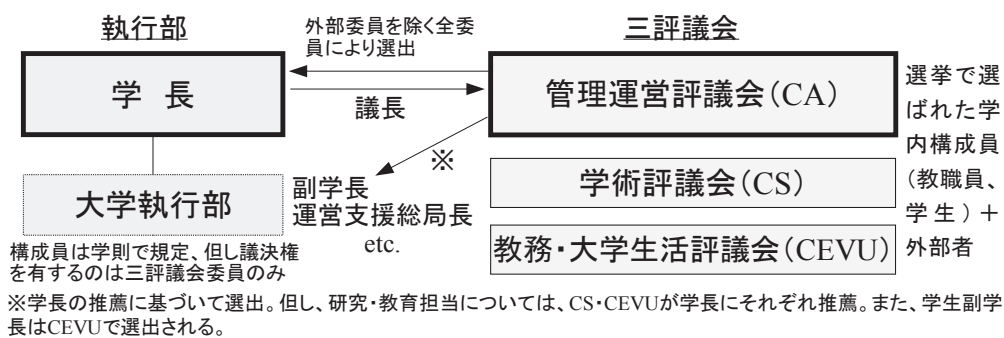 執行部
外部委員を除く全委
員により選出
三評議会
学 長
議長
管理運営評議会(CA)
選挙で選
ばれた学
内構成員
(教職員、
学生)+
外部者
※
大学執行部
副学長
運営支援総局長
etc.
学術評議会(CS)
教務・大学生活評議会(CEVU)
構成員は学則で規定、但し議決権
を有するのは三評議会委員のみ
※学長の推薦に基づいて選出。但し、研究・教育担当については、CS・CEVUが学長にそれぞれ推薦。また、学生副学
長はCEVUで選出される。